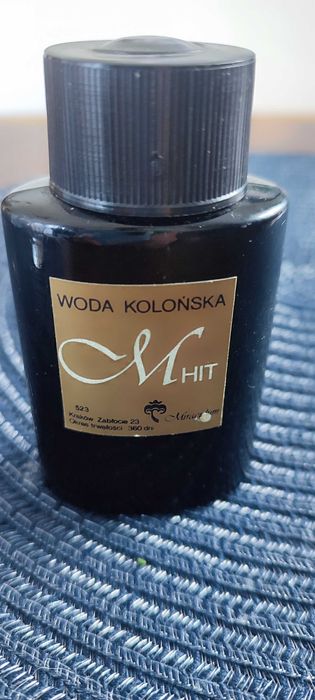 WODA KOLOŃSKA
M HIT
523
Kraków Zabłocie 23
Okres trwałości 360 dni